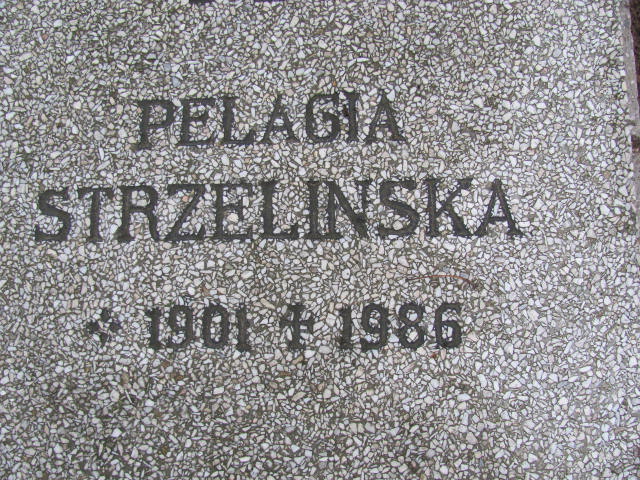 PELAGIA
STRZELINSKA
* 1901 † 1986